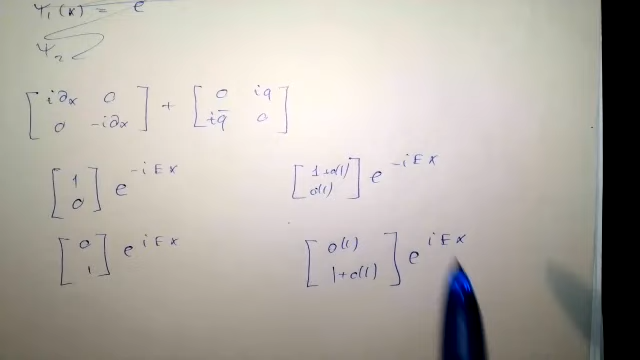 Ψ₁(x) = e
Ψ₂
[ i∂x 0 ; 0 -i∂x ] + [ 0 iq ; i q̄ 0 ]
[ 1 ; 0 ] e^{-iEx} [ 1+o(1) ; o(1) ] e^{-iEx}
[ 0 ; 1 ] e^{iEx} [ o(1) ; 1+o(1) ] e^{iEx}